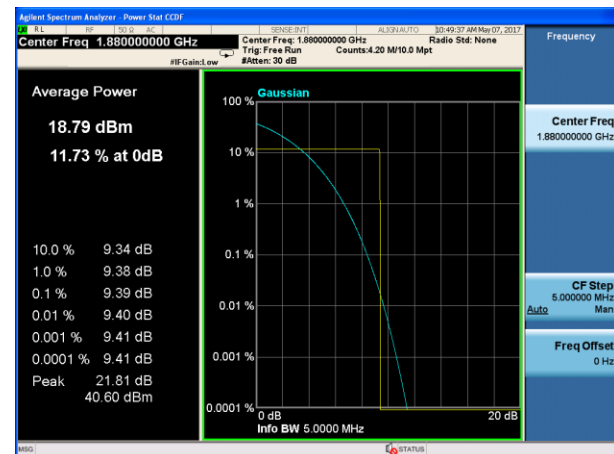 Agilent Spectrum Analyzer - Power Stat CCDF
RL RF 50 Ω AC SENSE:INT ALIGNAUTO 10:49:37 AM May 07, 2017
Center Freq 1.880000000 GHz
Center Freq: 1.880000000 GHz Radio Std: None
Trig: Free Run Counts:4.20 M/10.0 Mpt
#IFGain:Low #Atten: 30 dB
Frequency
Average Power
18.79 dBm
11.73 % at 0dB
10.0 % 9.34 dB
1.0 % 9.38 dB
0.1 % 9.39 dB
0.01 % 9.40 dB
0.001 % 9.41 dB
0.0001 % 9.41 dB
Peak 21.81 dB
40.60 dBm
Gaussian
100 %
10 %
1 %
0.1 %
0.01 %
0.001 %
0.0001 %
0 dB 20 dB
Info BW 5.0000 MHz
Center Freq
1.880000000 GHz
CF Step
5.000000 MHz
Auto Man
Freq Offset
0 Hz
MSG STATUS